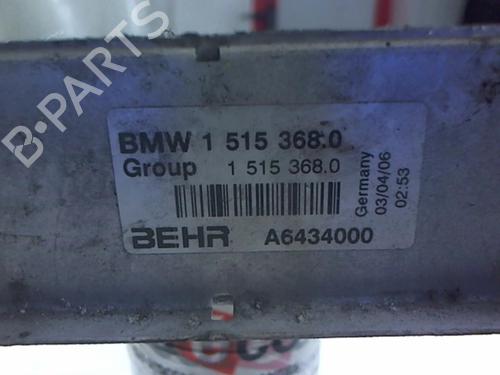 B-PARTS
BMW 1 515 368.0
Group 1 515 368.0
BEHR A6434000
Germany
03/04/06
02:53